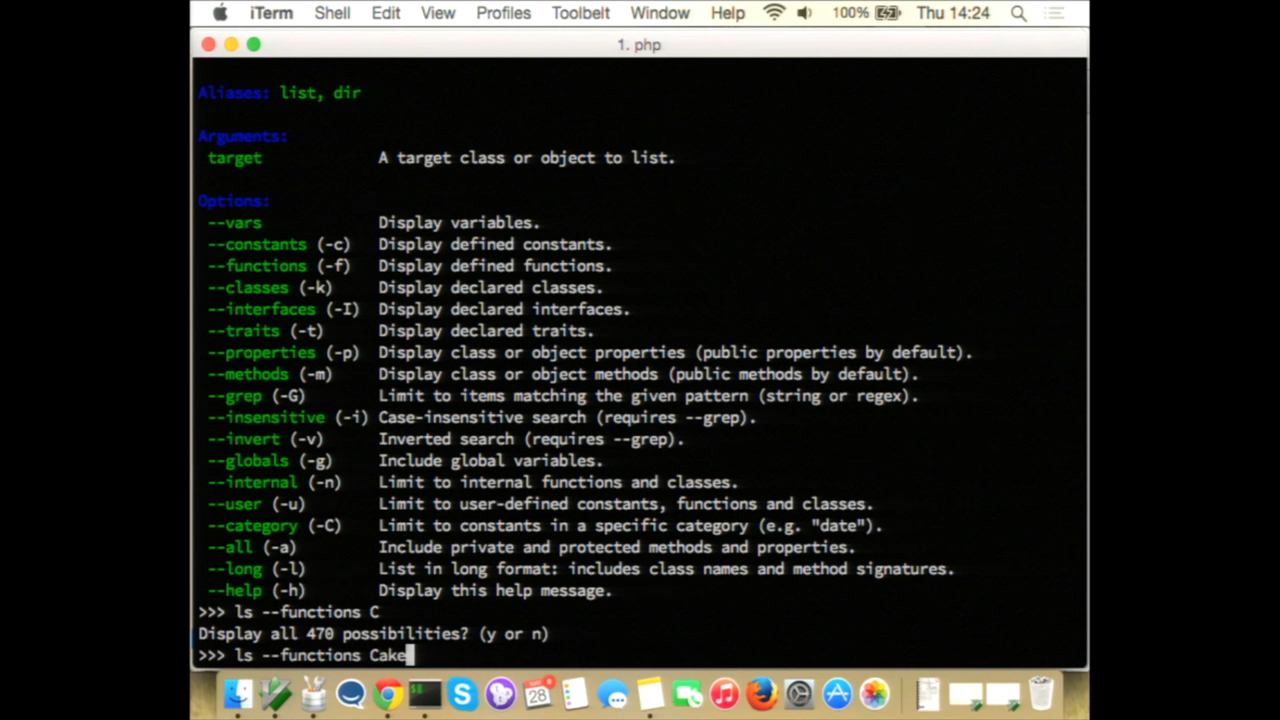 iTerm Shell Edit View Profiles Toolbelt Window Help 100% Thu 14:24
1. php
Aliases: list, dir
Arguments:
target A target class or object to list.
Options:
--vars Display variables.
--constants (-c) Display defined constants.
--functions (-f) Display defined functions.
--classes (-k) Display declared classes.
--interfaces (-I) Display declared interfaces.
--traits (-t) Display declared traits.
--properties (-p) Display class or object properties (public properties by default).
--methods (-m) Display class or object methods (public methods by default).
--grep (-G) Limit to items matching the given pattern (string or regex).
--insensitive (-i) Case-insensitive search (requires --grep).
--invert (-v) Inverted search (requires --grep).
--globals (-g) Include global variables.
--internal (-n) Limit to internal functions and classes.
--user (-u) Limit to user-defined constants, functions and classes.
--category (-C) Limit to constants in a specific category (e.g. "date").
--all (-a) Include private and protected methods and properties.
--long (-l) List in long format: includes class names and method signatures.
--help (-h) Display this help message.
>>> ls --functions C
Display all 470 possibilities? (y or n)
>>> ls --functions Cake
28